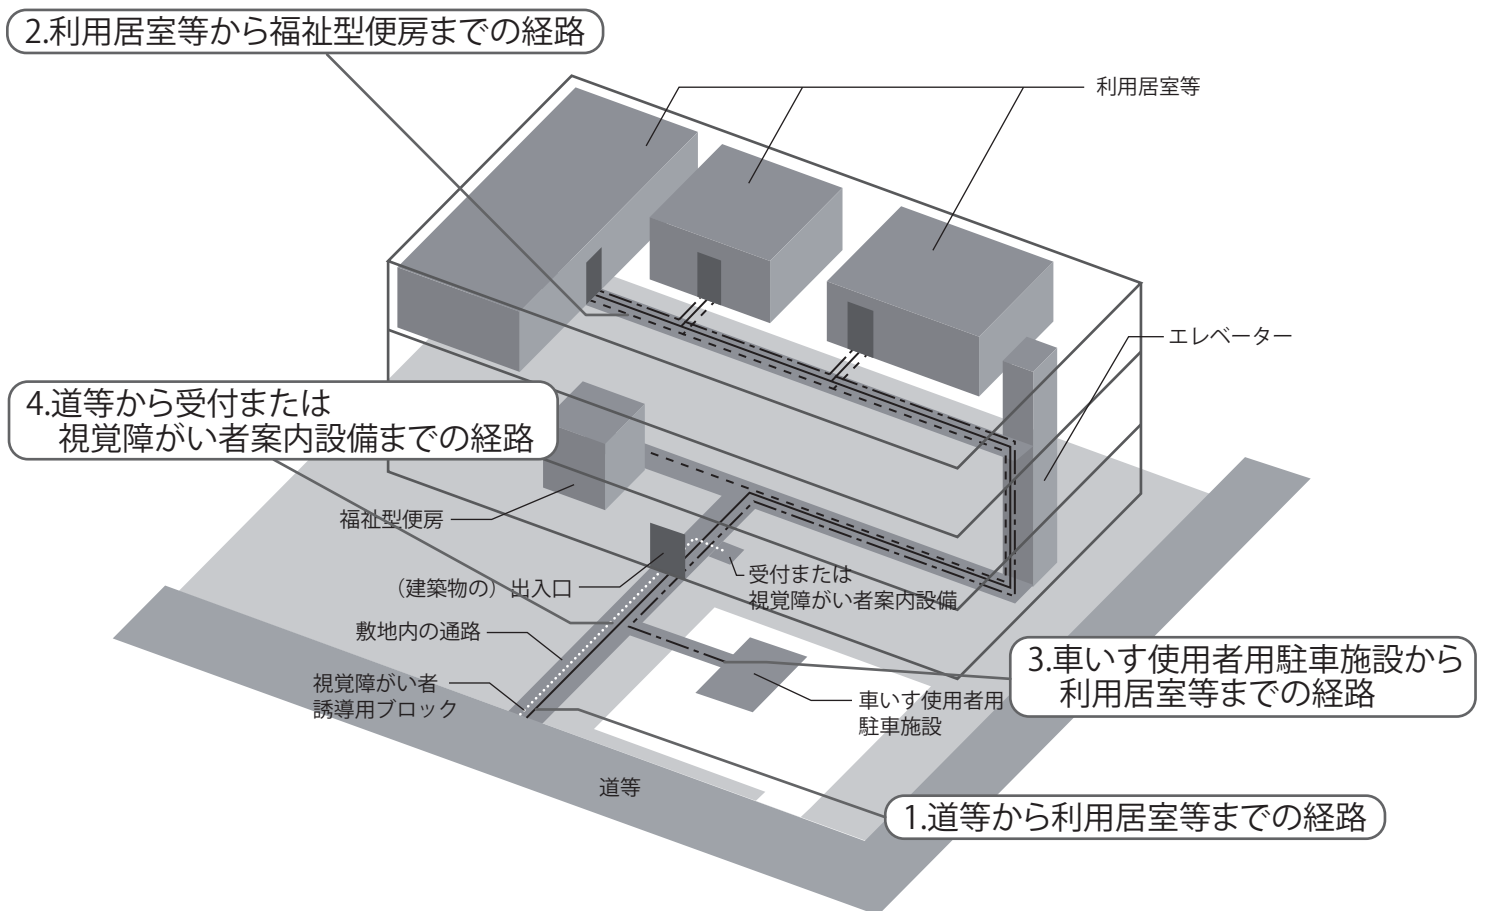 2.利用居室等から福祉型便房までの経路
利用居室等
エレベーター
4.道等から受付または
視覚障がい者案内設備までの経路
福祉型便房
（建築物の）出入口
受付または
視覚障がい者案内設備
敷地内の通路
視覚障がい者
誘導用ブロック
3.車いす使用者用駐車施設から
利用居室等までの経路
車いす使用者用
駐車施設
道等
1.道等から利用居室等までの経路